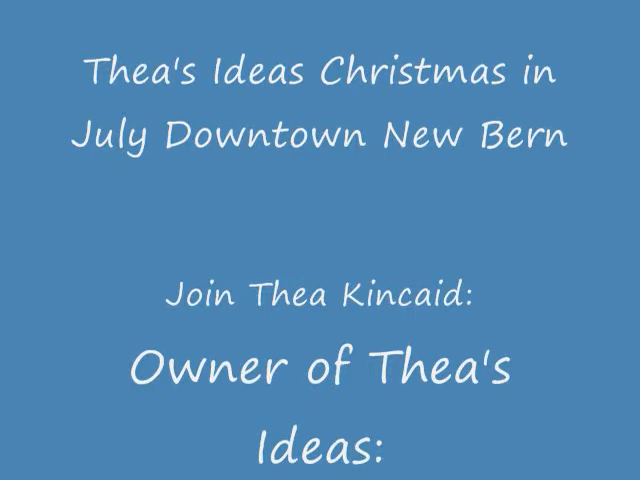 Thea's Ideas Christmas in
July Downtown New Bern
Join Thea Kincaid:
Owner of Thea's
Ideas: